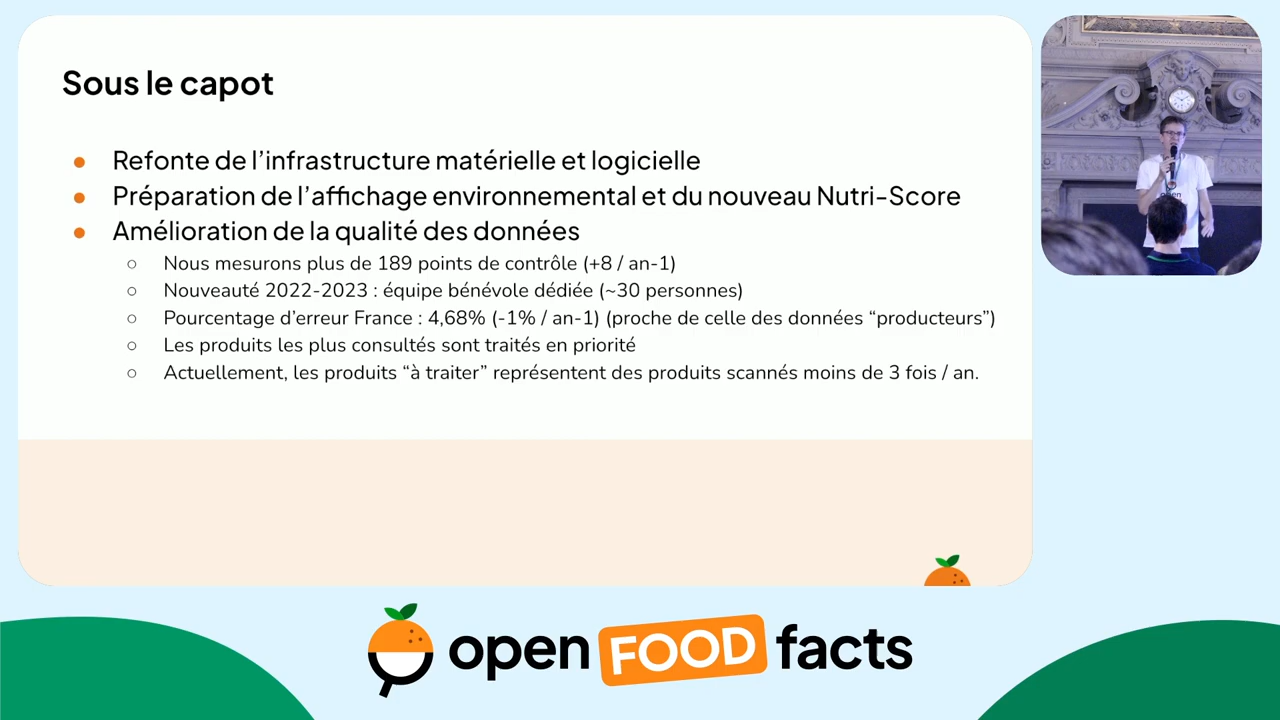 Sous le capot
● Refonte de l’infrastructure matérielle et logicielle
● Préparation de l’affichage environnemental et du nouveau Nutri-Score
● Amélioration de la qualité des données
○ Nous mesurons plus de 189 points de contrôle (+8 / an-1)
○ Nouveauté 2022-2023 : équipe bénévole dédiée (~30 personnes)
○ Pourcentage d’erreur France : 4,68% (-1% / an-1) (proche de celle des données “producteurs”)
○ Les produits les plus consultés sont traités en priorité
○ Actuellement, les produits “à traiter” représentent des produits scannés moins de 3 fois / an.
open FOOD facts